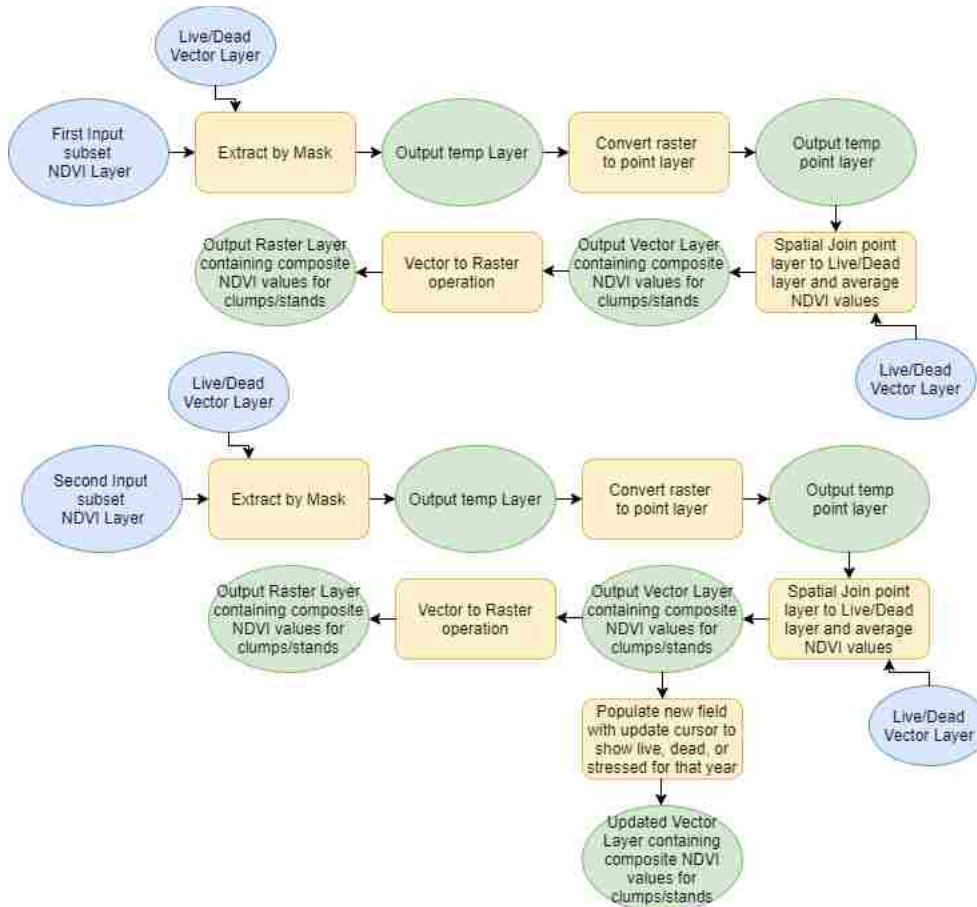 Live/Dead
Vector Layer
First Input
subset
NDVI Layer
Extract by Mask
Output temp Layer
Convert raster
to point layer
Output temp
point layer
Output Raster Layer
containing composite
NDVI values for
clumps/stands
Vector to Raster
operation
Output Vector Layer
containing composite
NDVI values for
clumps/stands
Spatial Join point
layer to Live/Dead
layer and average
NDVI values
Live/Dead
Vector Layer
Live/Dead
Vector Layer
Second Input
subset
NDVI Layer
Extract by Mask
Output temp Layer
Convert raster
to point layer
Output temp
point layer
Output Raster Layer
containing composite
NDVI values for
clumps/stands
Vector to Raster
operation
Output Vector Layer
containing composite
NDVI values for
clumps/stands
Spatial Join point
layer to Live/Dead
layer and average
NDVI values
Live/Dead
Vector Layer
Populate new field
with update cursor to
show live, dead, or
stressed for that year
Updated Vector
Layer containing
composite NDVI
values for
clumps/stands